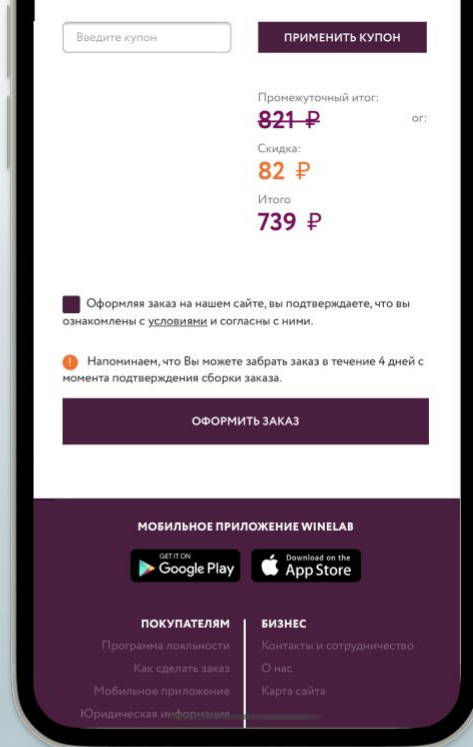 Введите купон
ПРИМЕНИТЬ КУПОН
Промежуточный итог:
821 ₽
ог:
Скидка:
82 ₽
Итого
739 ₽
Оформляя заказ на нашем сайте, вы подтверждаете, что вы
ознакомлены с условиями и согласны с ними.
! Напоминаем, что Вы можете забрать заказ в течение 4 дней с
момента подтверждения сборки заказа.
ОФОРМИТЬ ЗАКАЗ
МОБИЛЬНОЕ ПРИЛОЖЕНИЕ WINELAB
GET IT ON
Google Play
Download on the
App Store
ПОКУПАТЕЛЯМ
Программа лояльности
Как сделать заказ
Мобильное приложение
Юридическая информация
БИЗНЕС
Контакты и сотрудничество
О нас
Карта сайта